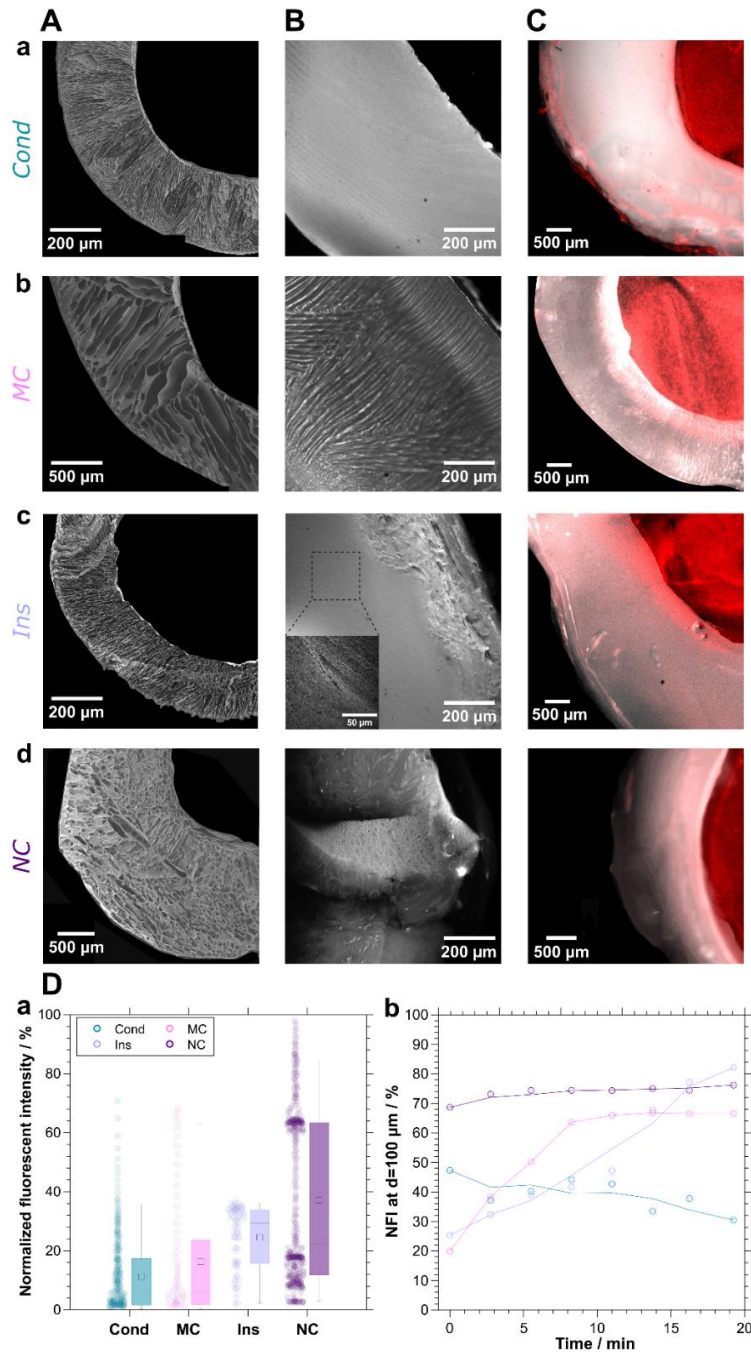 A B C
a
Cond
200 µm
200 µm
500 µm
b
MC
500 µm
200 µm
500 µm
c
Ins
200 µm
50 µm
200 µm
500 µm
d
NC
500 µm
200 µm
500 µm
D
a
Normalized fluorescent intensity / %
100
80
60
40
20
0
Cond MC
Ins NC
Cond MC Ins NC
b
NFI at d=100 µm / %
100
90
80
70
60
50
40
30
20
10
0
0 5 10 15 20
Time / min